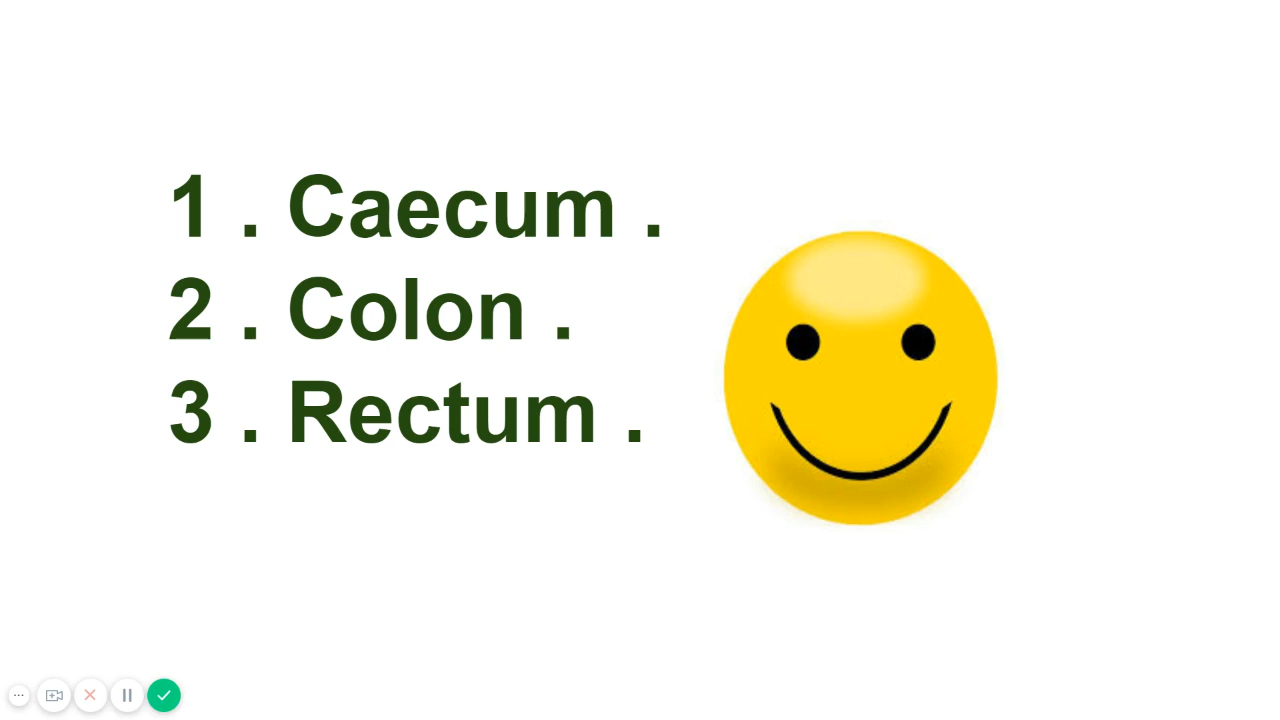 1 . Caecum .
2 . Colon .
3 . Rectum .